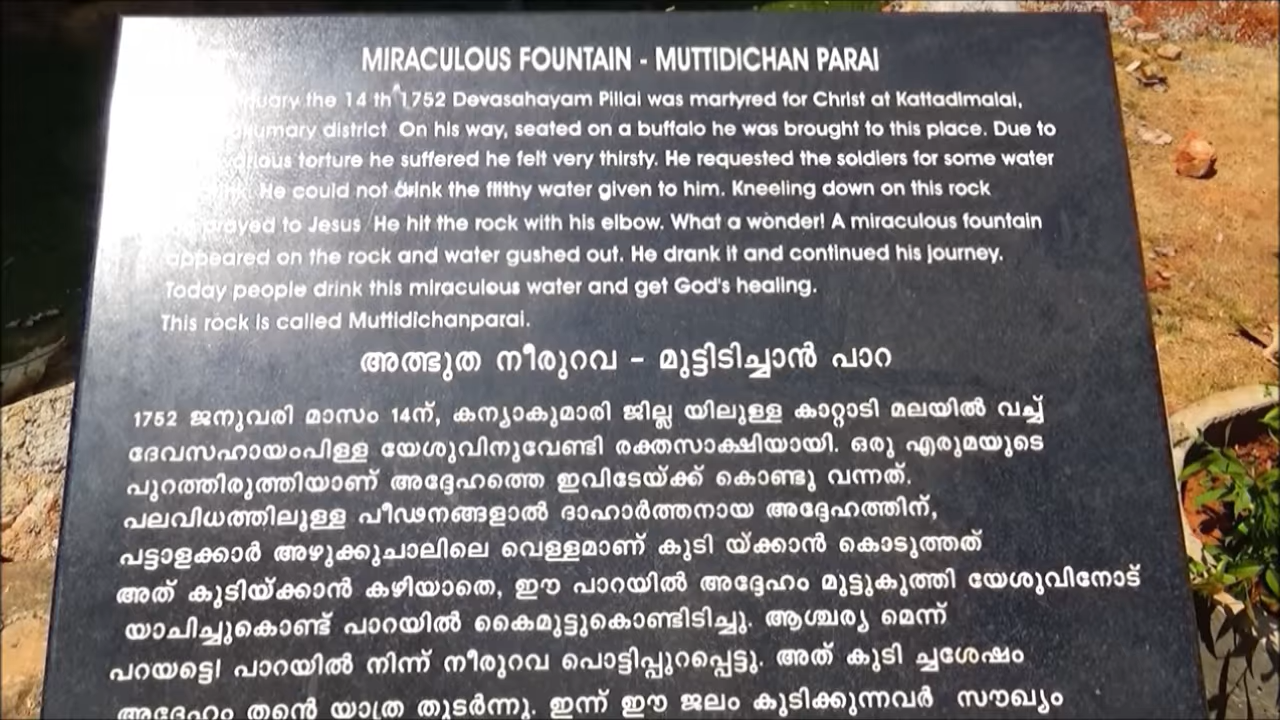 MIRACULOUS FOUNTAIN - MUTTIDICHAN PARAI
the 14 th 1752 Devasahayam Pillai was martyred for Christ at Kattadimalai,
district On his way, seated on a buffalo he was brought to this place. Due to
torture he suffered he felt very thirsty. He requested the soldiers for some water
He could not drink the filthy water given to him. Kneeling down on this rock
prayed to Jesus He hit the rock with his elbow. What a wonder! A miraculous fountain
appeared on the rock and water gushed out. He drank it and continued his journey.
Today people drink this miraculous water and get God's healing.
This rock is called Muttidichanparai.
അത്ഭുത നീരുറവ - മുട്ടിടിച്ചാൻ പാറ
1752 ജനുവരി മാസം 14ന്, കന്യാകുമാരി ജില്ല യിലുള്ള കാറ്റാടി മലയിൽ വച്ച്
ദേവസഹായംപിള്ള യേശുവിനുവേണ്ടി രക്തസാക്ഷിയായി. ഒരു എരുമയുടെ
പുറത്തിരുത്തിയാണ് അദ്ദേഹത്തെ ഇവിടേയ്ക്ക് കൊണ്ടു വന്നത്.
പലവിധത്തിലുള്ള പീഢനങ്ങളാൽ ദാഹാർത്തനായ അദ്ദേഹത്തിന്,
പട്ടാളക്കാർ അഴുക്കുചാലിലെ വെള്ളമാണ് കുടി യ്ക്കാൻ കൊടുത്തത്
അത് കുടിയ്ക്കാൻ കഴിയാതെ, ഈ പാറയിൽ അദ്ദേഹം മുട്ടുകുത്തി യേശുവിനോട്
യാചിച്ചുകൊണ്ട് പാറയിൽ കൈമുട്ടുകൊണ്ടിടിച്ചു. ആശ്ചര്യ മെന്ന്
പറയട്ടെ! പാറയിൽ നിന്ന് നീരുറവ പൊട്ടിപ്പുറപ്പെട്ടു. അത് കുടി ച്ചശേഷം
അദ്ദേഹം തന്റെ യാത്ര തുടർന്നു. ഇന്ന് ഈ ജലം കുടിക്കുന്നവർ സൗഖ്യം